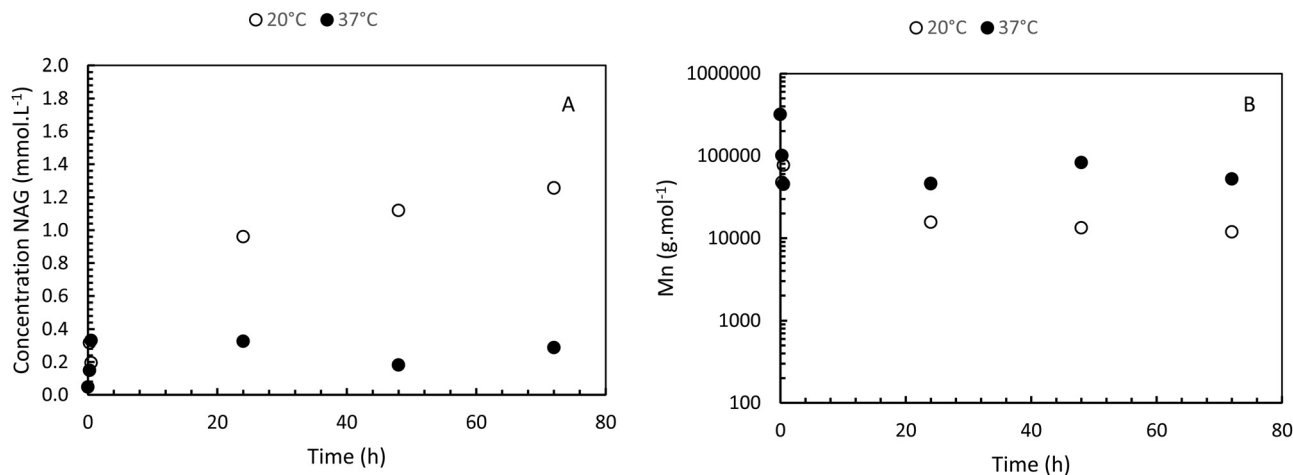 ○ 20°C ● 37°C
Concentration NAG (mmol.L⁻¹)
2.0
1.8
1.6
1.4
1.2
1.0
0.8
0.6
0.4
0.2
0.0
A
0 20 40 60 80
Time (h)
○ 20°C ● 37°C
Mn (g.mol⁻¹)
1000000
100000
10000
1000
100
B
0 20 40 60 80
Time (h)